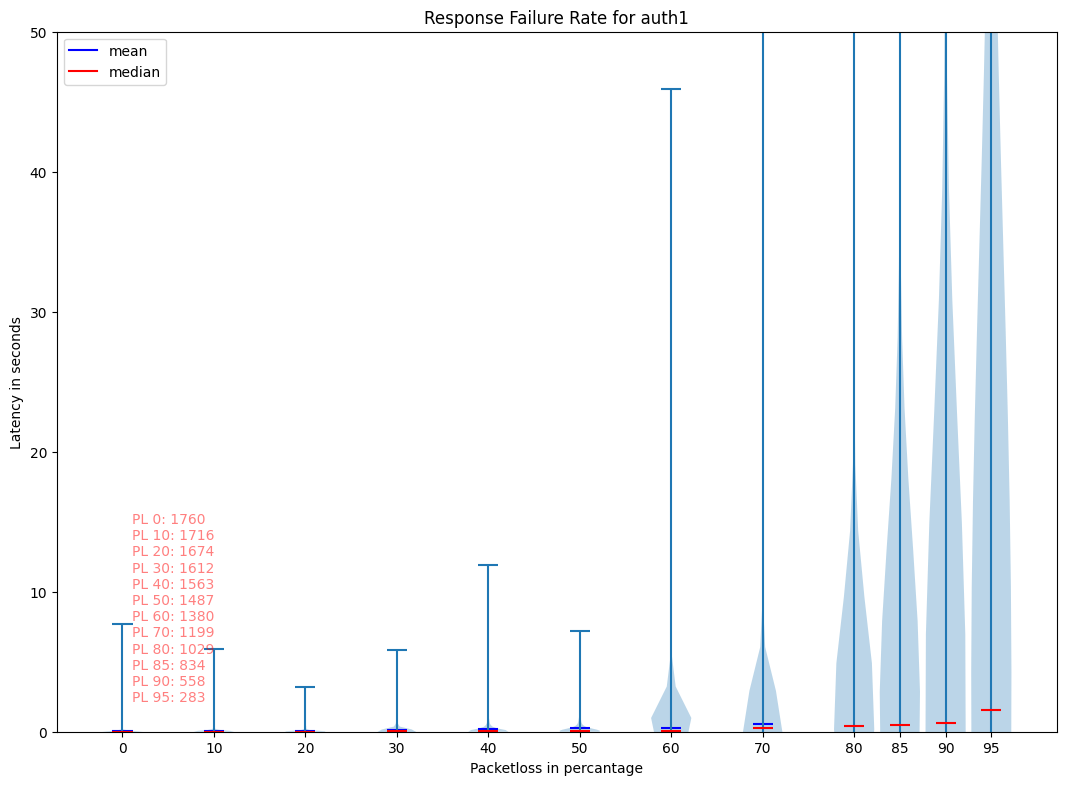 Response Failure Rate for auth1
mean
median
50
40
30
20
10
0
Latency in seconds
PL 0: 1760
PL 10: 1716
PL 20: 1674
PL 30: 1612
PL 40: 1563
PL 50: 1487
PL 60: 1380
PL 70: 1199
PL 80: 1029
PL 85: 834
PL 90: 558
PL 95: 283
0 10 20 30 40 50 60 70 80 85 90 95
Packetloss in percantage